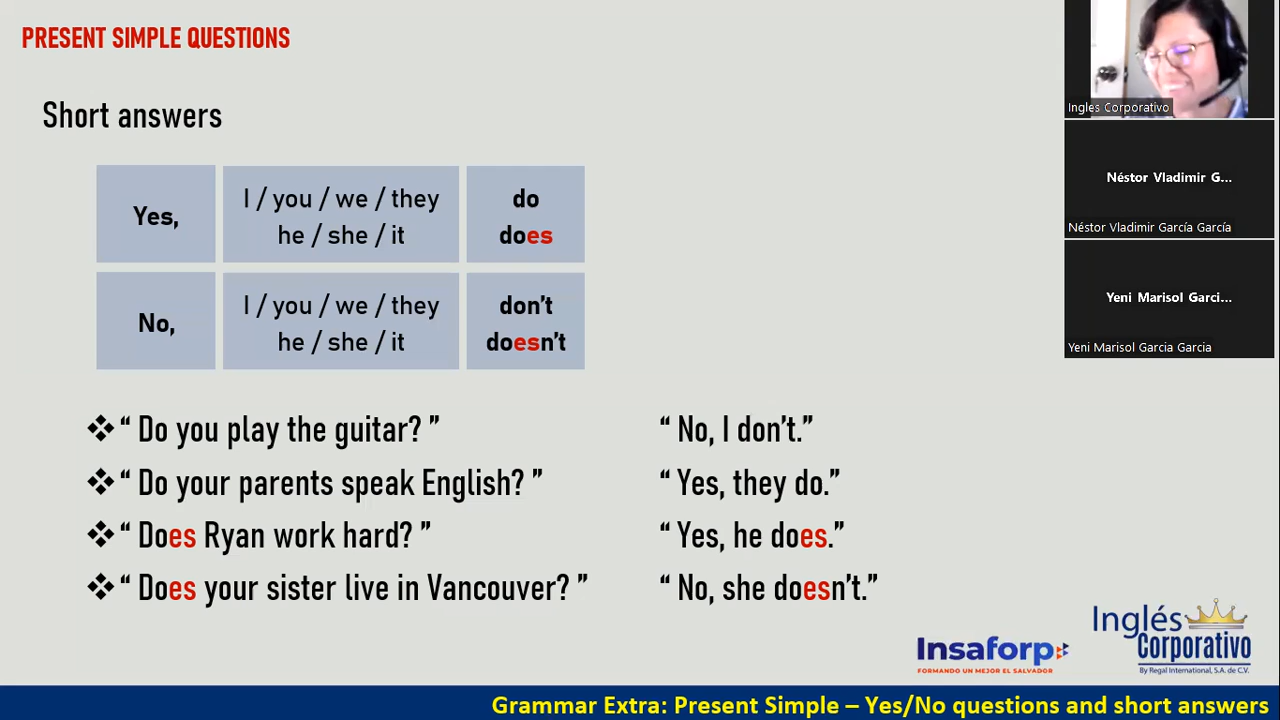 PRESENT SIMPLE QUESTIONS
Short answers
Yes,
I / you / we / they
he / she / it
do
does
No,
I / you / we / they
he / she / it
don't
doesn't
❖ “ Do you play the guitar? ” “ No, I don't.”
❖ “ Do your parents speak English? ” “ Yes, they do.”
❖ “ Does Ryan work hard? ” “ Yes, he does.”
❖ “ Does your sister live in Vancouver? ” “ No, she doesn't.”
Ingles Corporativo
Néstor Vladimir G...
Néstor Vladimir García García
Yeni Marisol Garci...
Yeni Marisol Garcia Garcia
Insaforp
FORMANDO UN MEJOR EL SALVADOR
Inglés
Corporativo
By Regal International, S.A. de C.V.
Grammar Extra: Present Simple – Yes/No questions and short answers